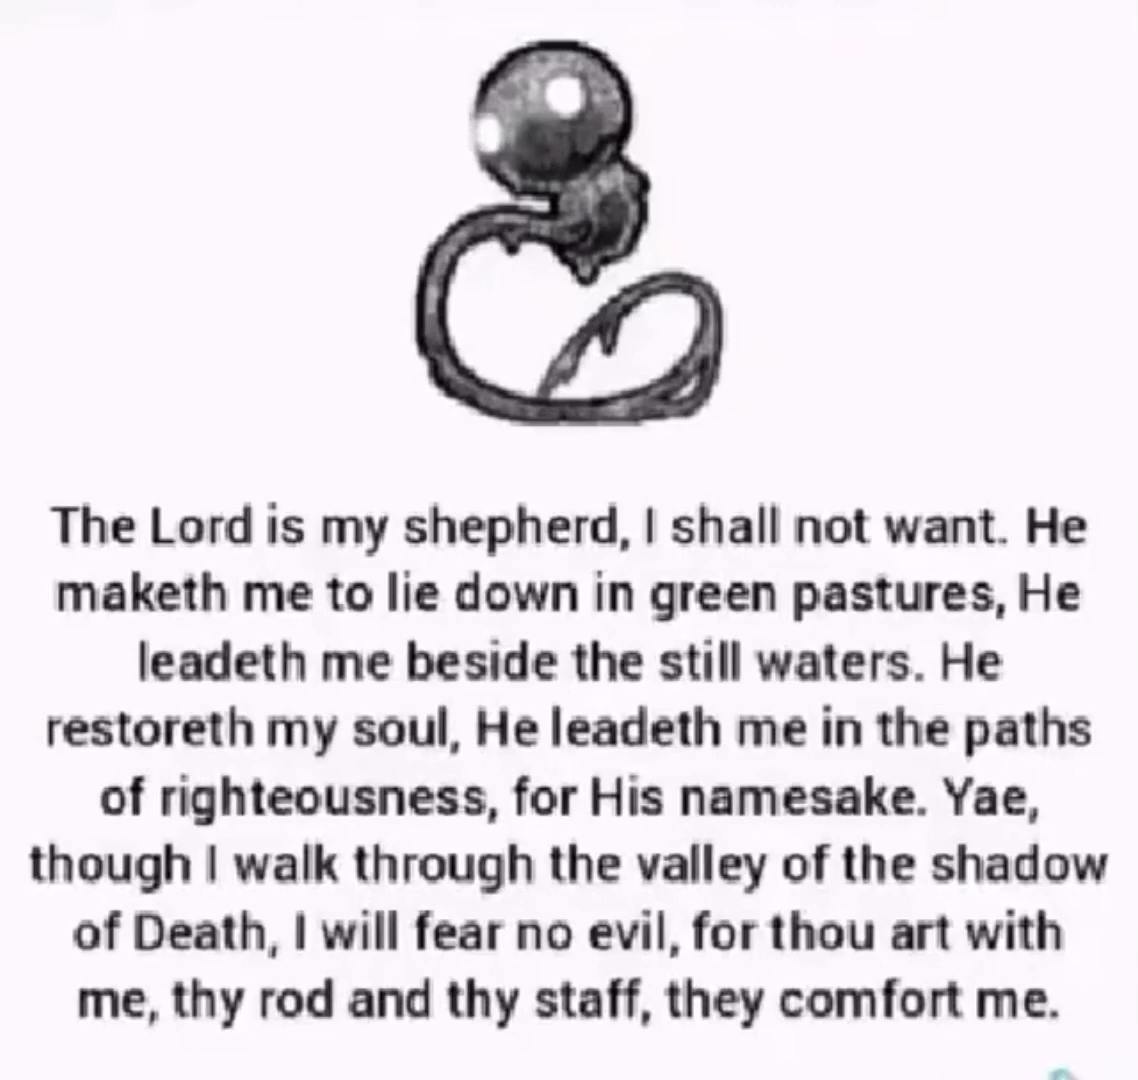 The Lord is my shepherd, I shall not want. He
maketh me to lie down in green pastures, He
leadeth me beside the still waters. He
restoreth my soul, He leadeth me in the paths
of righteousness, for His namesake. Yae,
though I walk through the valley of the shadow
of Death, I will fear no evil, for thou art with
me, thy rod and thy staff, they comfort me.